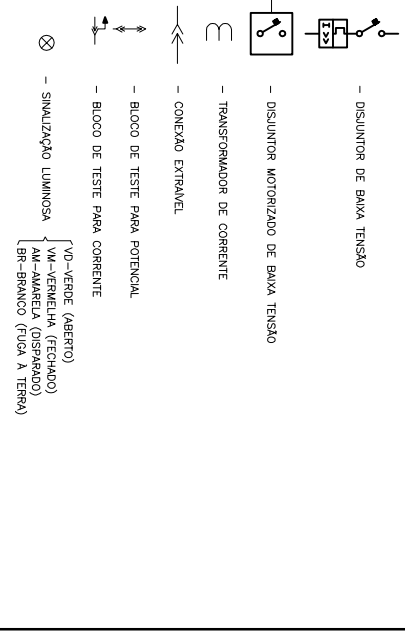 - DISJUNTOR DE BAIXA TENSÃO
- DISJUNTOR MOTORIZADO DE BAIXA TENSÃO
- TRANSFORMADOR DE CORRENTE
- CONEXÃO EXTRAÍVEL
- BLOCO DE TESTE PARA POTENCIAL
- BLOCO DE TESTE PARA CORRENTE
- SINALIZAÇÃO LUMINOSA
VD-VERDE (ABERTO)
VM-VERMELHA (FECHADO)
AM-AMARELA (DISPARADO)
BR-BRANCO (FUGA À TERRA)